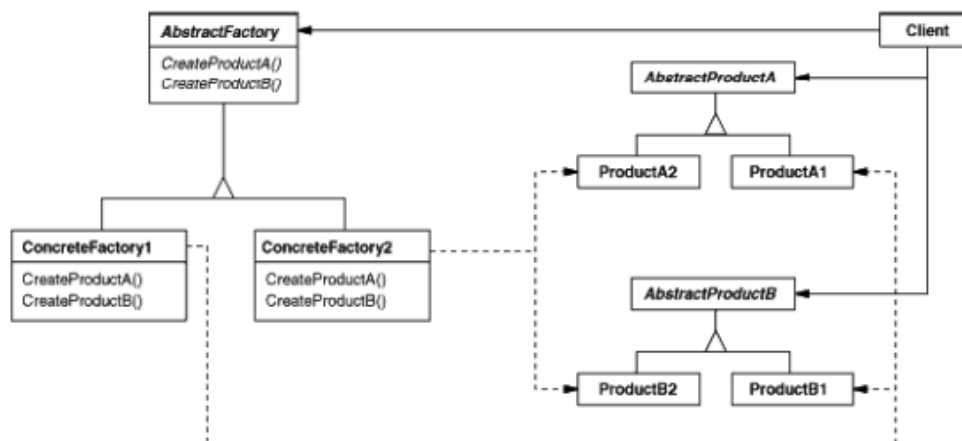 AbstractFactory
CreateProductA()
CreateProductB()
Client
AbstractProductA
ProductA2
ProductA1
ConcreteFactory1
CreateProductA()
CreateProductB()
ConcreteFactory2
CreateProductA()
CreateProductB()
AbstractProductB
ProductB2
ProductB1